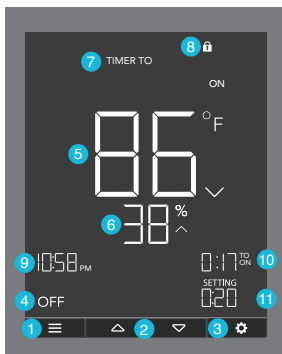 8
7 TIMER TO
ON
5 86 °F
6 38 %
9 10:58 PM
0:17 TO ON 10
4 OFF
SETTING
0:20 11
1 2 3